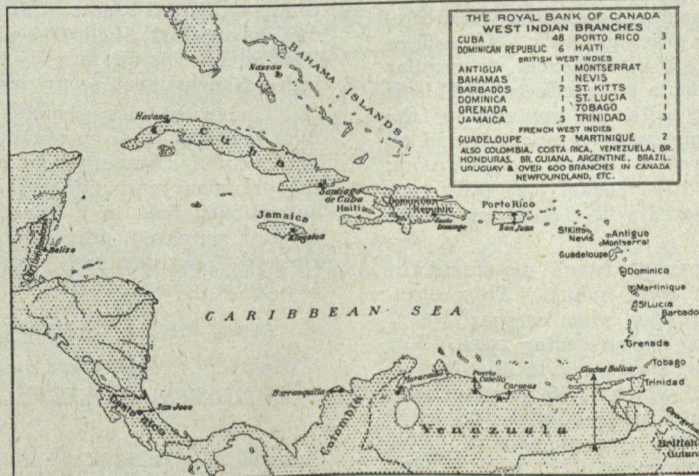 THE ROYAL BANK OF CANADA
WEST INDIAN BRANCHES
CUBA 48 PORTO RICO 3
DOMINICAN REPUBLIC 6 HAITI 1
BRITISH WEST INDIES
ANTIGUA 1 MONTSERRAT 1
BAHAMAS 1 NEVIS 1
BARBADOS 2 ST. KITTS 1
DOMINICA 1 ST. LUCIA 1
GRENADA 1 TOBAGO 1
JAMAICA 3 TRINIDAD 3
FRENCH WEST INDIES
GUADELOUPE 2 MARTINIQUE 2
ALSO COLOMBIA, COSTA RICA, VENEZUELA, BR.
HONDURAS, BR. GUIANA, ARGENTINE, BRAZIL,
URUGUAY & OVER 600 BRANCHES IN CANADA
NEWFOUNDLAND, ETC.
BAHAMA ISLANDS
Nassau
Havana
CUBA
Santiago
de Cuba
Haiti
Dominican
Republic
Santo
Domingo
Porto Rico
San Juan
Jamaica
Kingston
St Kitts
Nevis
Antigua
Montserrat
Guadeloupe
Dominica
Martinique
St Lucia
Barbado
Grenada
Tobago
Trinidad
Belize
CARIBBEAN SEA
Barranquilla
Maracaibo
Puerto
Cabello
Caracas
Ciudad Bolivar
San Jose
Costa Rica
Colombia
Venezuela
British